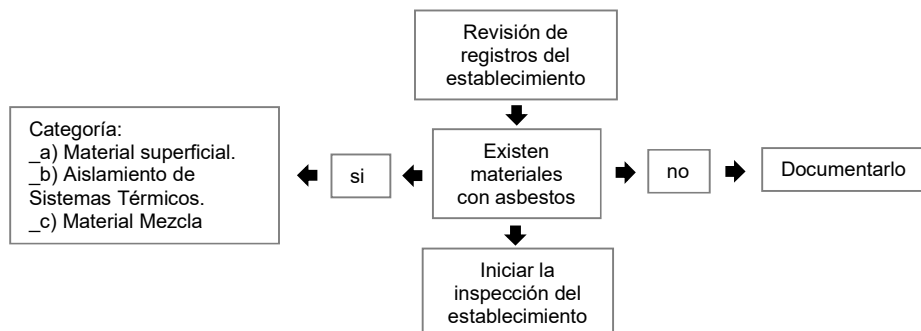 Revisión de
registros del
establecimiento
Categoría:
_a) Material superficial.
_b) Aislamiento de
Sistemas Térmicos.
_c) Material Mezcla
si
Existen
materiales
con asbestos
no
Documentarlo
Iniciar la
inspección del
establecimiento